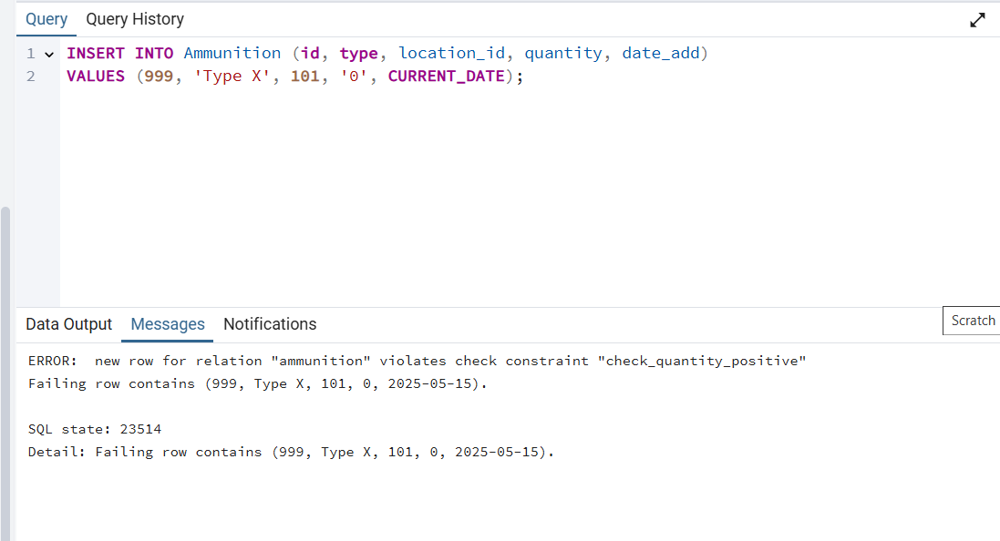 Query Query History
1 INSERT INTO Ammunition (id, type, location_id, quantity, date_add)
2 VALUES (999, 'Type X', 101, '0', CURRENT_DATE);
Data Output Messages Notifications Scratch
ERROR:  new row for relation "ammunition" violates check constraint "check_quantity_positive"
Failing row contains (999, Type X, 101, 0, 2025-05-15).
SQL state: 23514
Detail: Failing row contains (999, Type X, 101, 0, 2025-05-15).